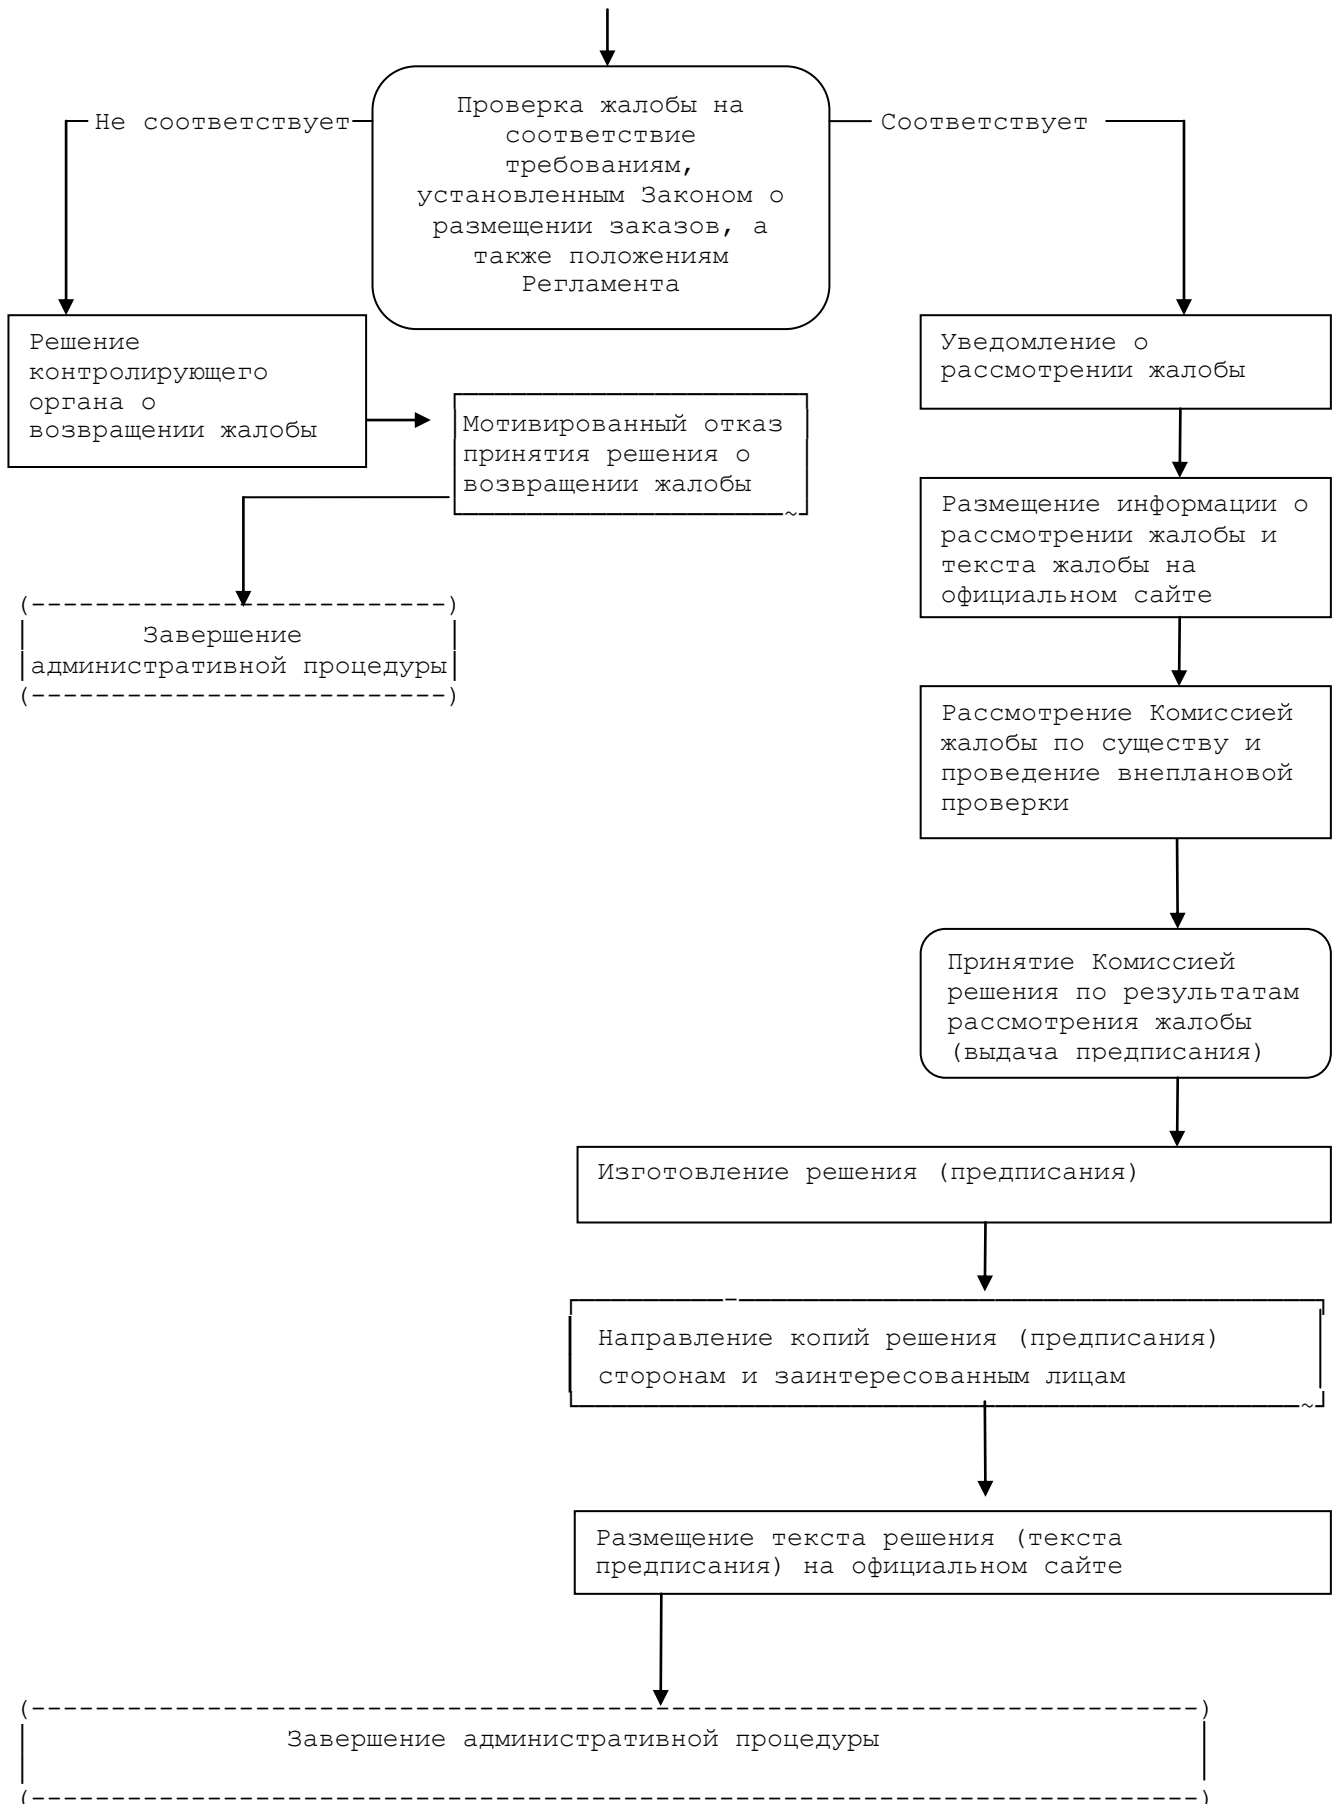 Проверка жалобы на
соответствие
требованиям,
установленным Законом о
размещении заказов, а
также положениям
Регламента
Не соответствует
Соответствует
Решение
контролирующего
органа о
возвращении жалобы
Мотивированный отказ
принятия решения о
возвращении жалобы
Завершение
административной процедуры
Уведомление о
рассмотрении жалобы
Размещение информации о
рассмотрении жалобы и
текста жалобы на
официальном сайте
Рассмотрение Комиссией
жалобы по существу и
проведение внеплановой
проверки
Принятие Комиссией
решения по результатам
рассмотрения жалобы
(выдача предписания)
Изготовление решения (предписания)
Направление копий решения (предписания)
сторонам и заинтересованным лицам
Размещение текста решения (текста
предписания) на официальном сайте
Завершение административной процедуры